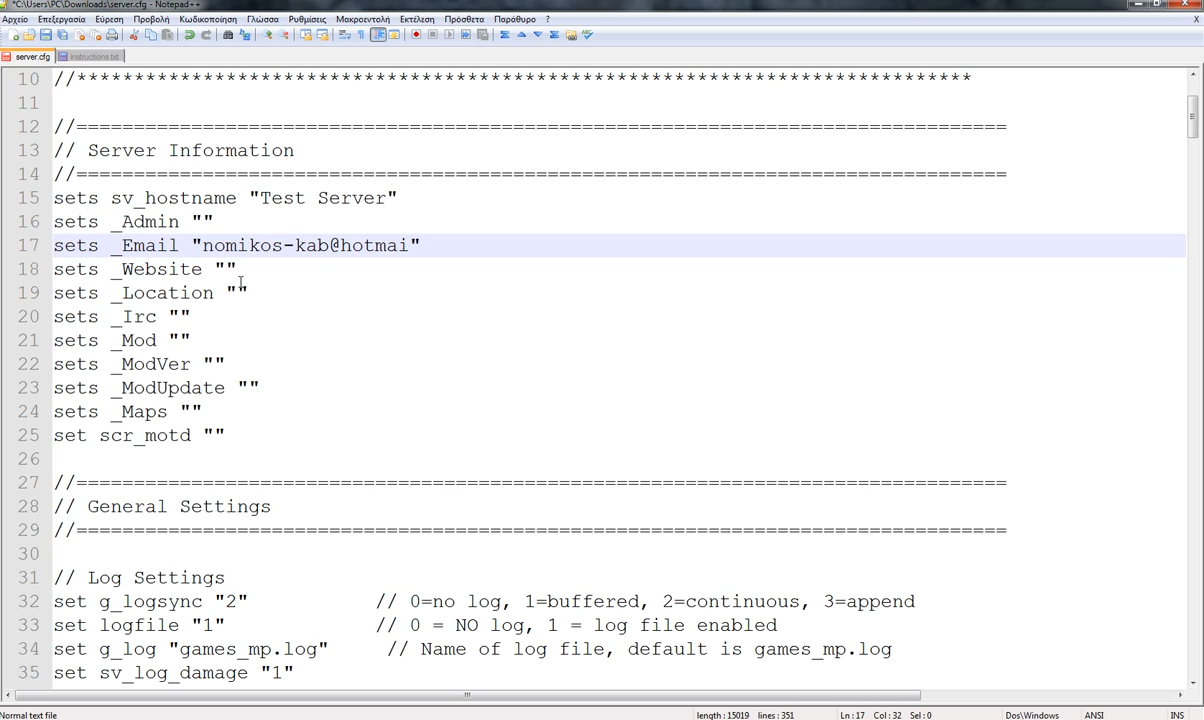 *C:\Users\PC\Downloads\server.cfg - Notepad++
Αρχείο Επεξεργασία Εύρεση Προβολή Κωδικοποίηση Γλώσσα Ρυθμίσεις Μακροεντολή Εκτέλεση Πρόσθετα Παράθυρο ?
server.cfg instructions.txt
10 //******************************************************************************
11
12 //=================================================================================
13 // Server Information
14 //=================================================================================
15 sets sv_hostname "Test Server"
16 sets _Admin ""
17 sets _Email "nomikos-kab@hotmai"
18 sets _Website ""
19 sets _Location ""
20 sets _Irc ""
21 sets _Mod ""
22 sets _ModVer ""
23 sets _ModUpdate ""
24 sets _Maps ""
25 set scr_motd ""
26
27 //=================================================================================
28 // General Settings
29 //=================================================================================
30
31 // Log Settings
32 set g_logsync "2" // 0=no log, 1=buffered, 2=continuous, 3=append
33 set logfile "1" // 0 = NO log, 1 = log file enabled
34 set g_log "games_mp.log" // Name of log file, default is games_mp.log
35 set sv_log_damage "1"
Normal text file length : 15019 lines : 351 Ln : 17 Col : 32 Sel : 0 Dos\Windows ANSI INS